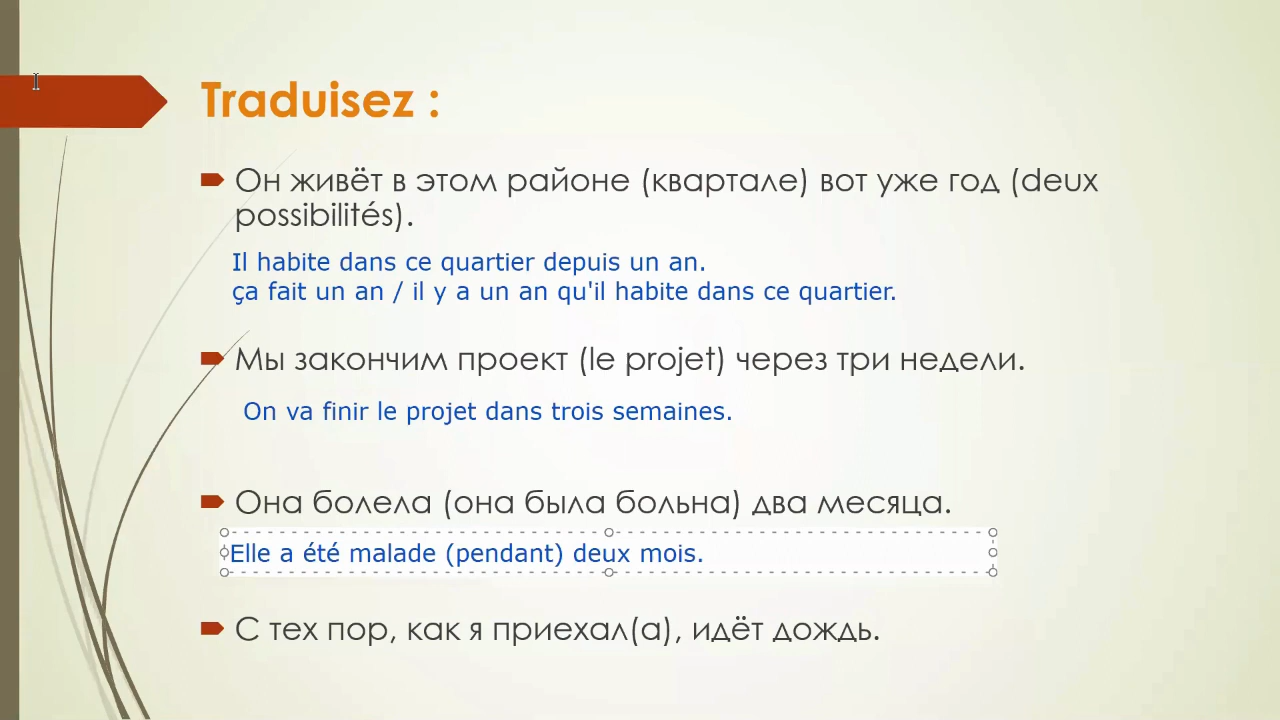 Traduisez :
Он живёт в этом районе (квартале) вот уже год (deux
possibilités).
Il habite dans ce quartier depuis un an.
ça fait un an / il y a un an qu'il habite dans ce quartier.
Мы закончим проект (le projet) через три недели.
On va finir le projet dans trois semaines.
Она болела (она была больна) два месяца.
Elle a été malade (pendant) deux mois.
С тех пор, как я приехал(а), идёт дождь.